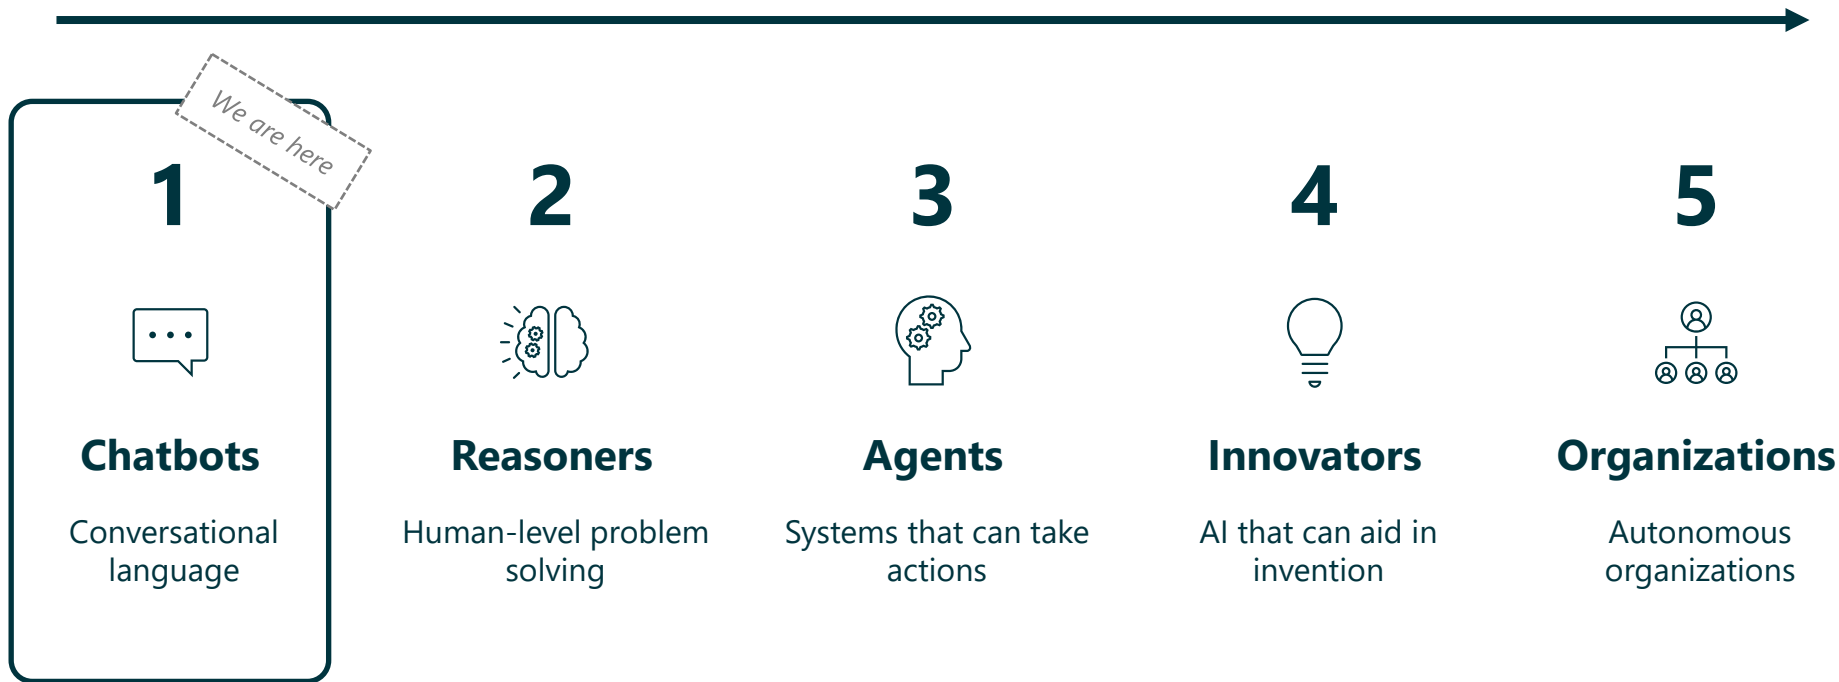 We are here
1
2
3
4
5
Chatbots
Reasoners
Agents
Innovators
Organizations
Conversational
language
Human-level problem
solving
Systems that can take
actions
AI that can aid in
invention
Autonomous
organizations